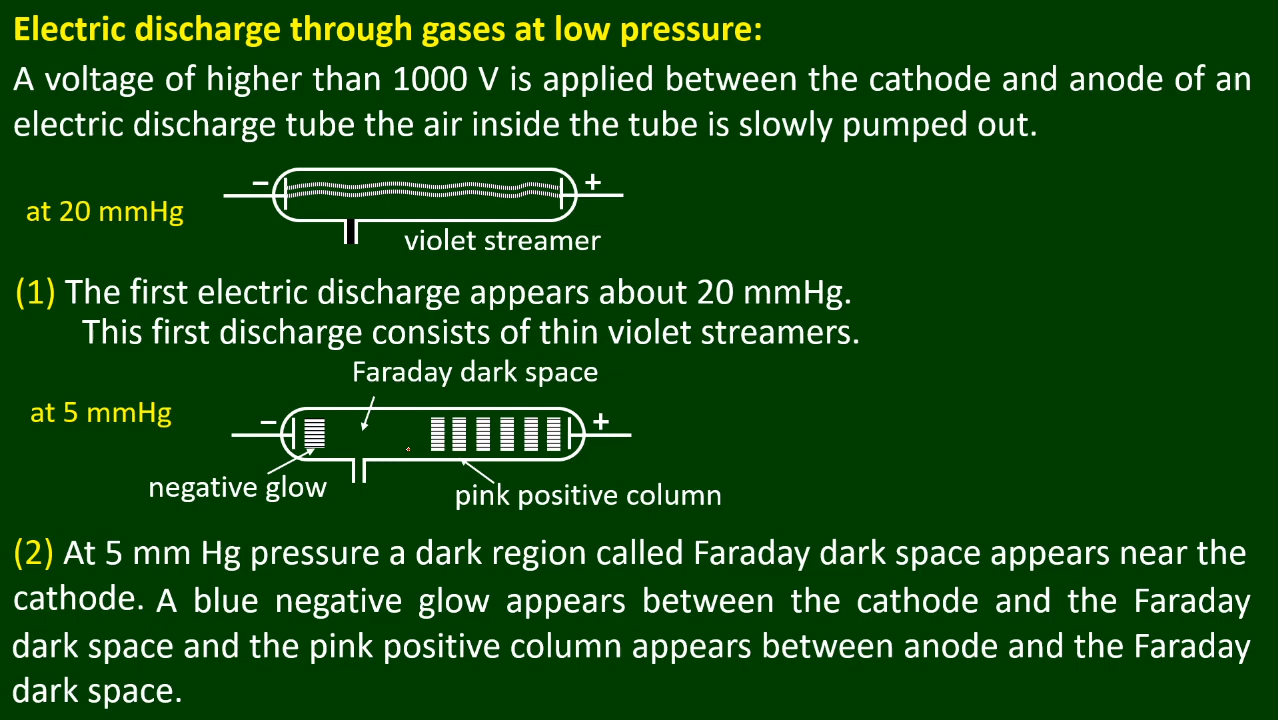 Electric discharge through gases at low pressure:
A voltage of higher than 1000 V is applied between the cathode and anode of an
electric discharge tube the air inside the tube is slowly pumped out.
− +
at 20 mmHg
violet streamer
(1) The first electric discharge appears about 20 mmHg.
This first discharge consists of thin violet streamers.
Faraday dark space
at 5 mmHg
− +
negative glow
pink positive column
(2) At 5 mm Hg pressure a dark region called Faraday dark space appears near the
cathode. A blue negative glow appears between the cathode and the Faraday
dark space and the pink positive column appears between anode and the Faraday
dark space.